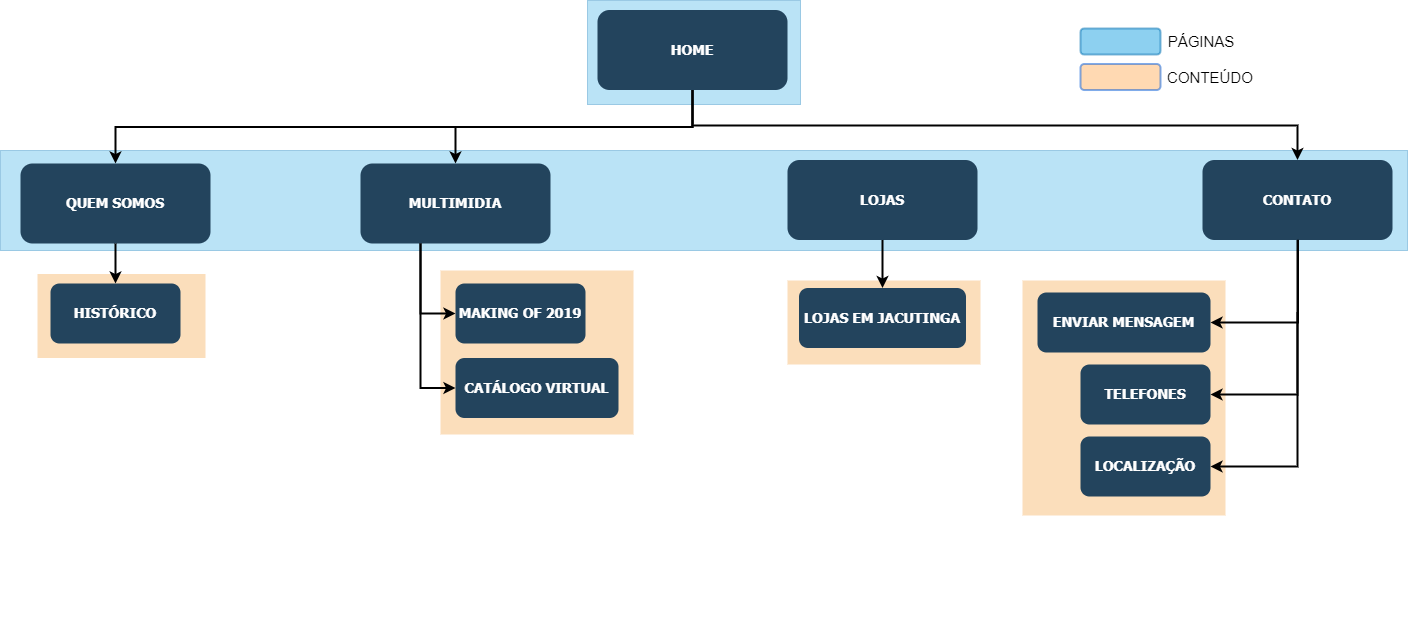 HOME
PÁGINAS
CONTEÚDO
QUEM SOMOS
MULTIMIDIA
LOJAS
CONTATO
HISTÓRICO
MAKING OF 2019
CATÁLOGO VIRTUAL
LOJAS EM JACUTINGA
ENVIAR MENSAGEM
TELEFONES
LOCALIZAÇÃO